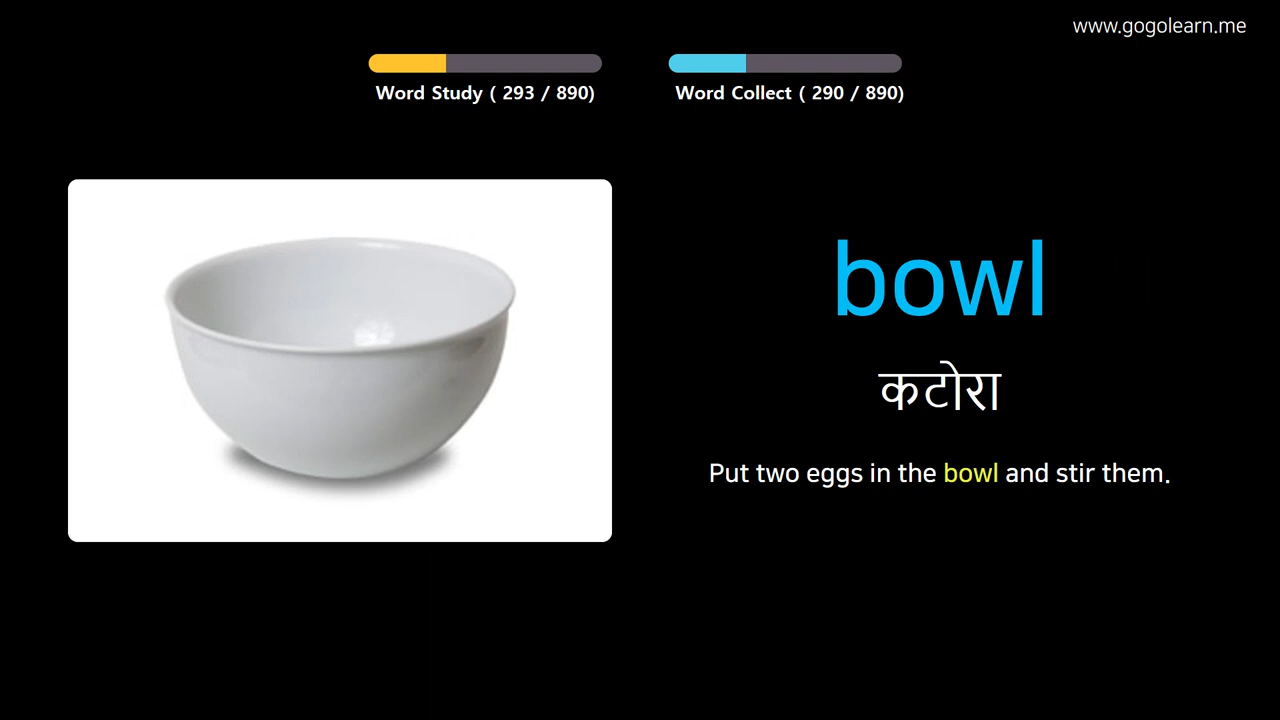 www.gogolearn.me
Word Study ( 293 / 890)
Word Collect ( 290 / 890)
bowl
कटोरा
Put two eggs in the bowl and stir them.